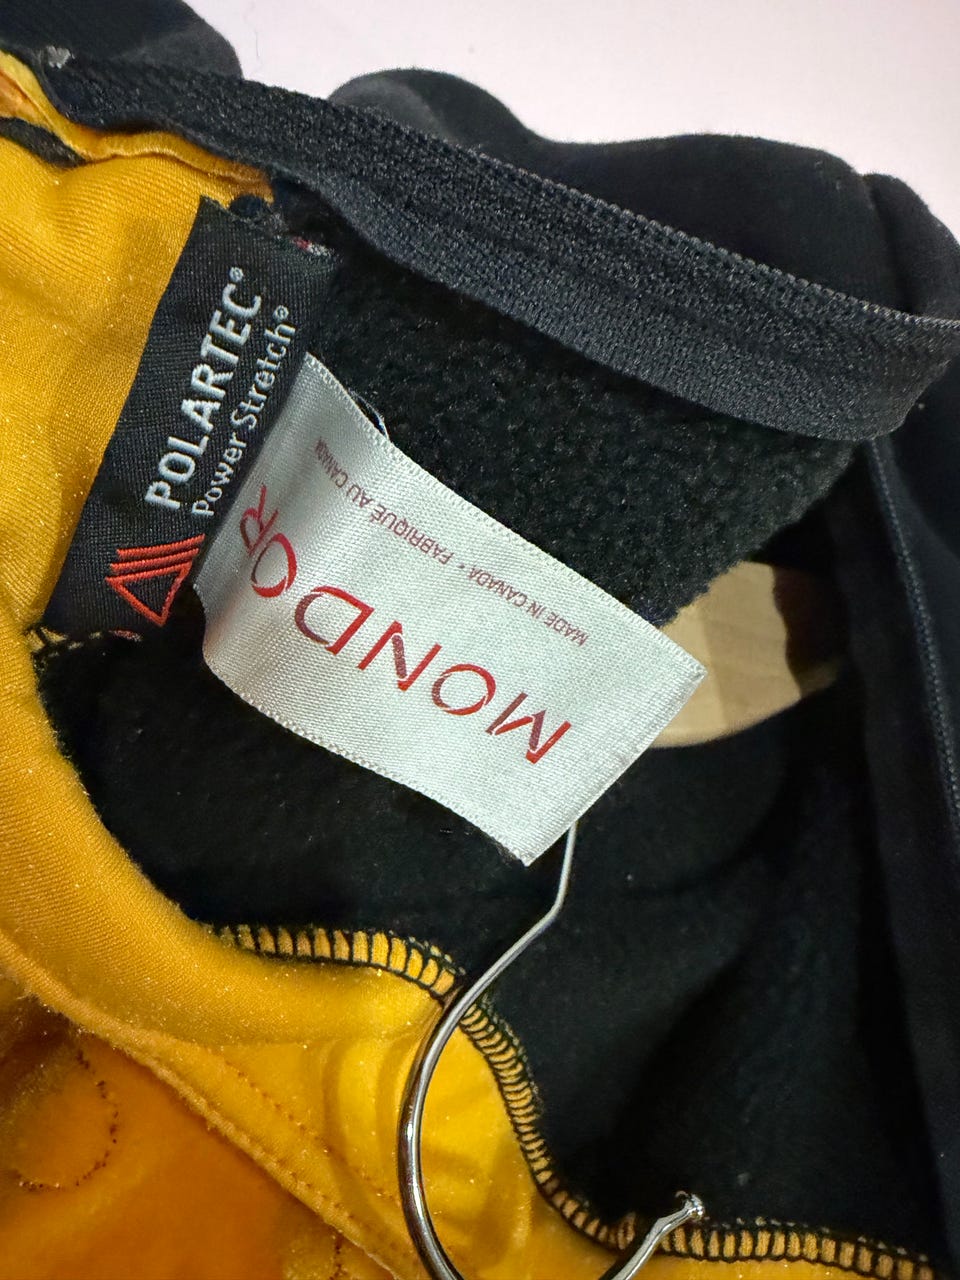 POLARTEC®
Power Stretch®
MONDOR
MADE IN CANADA • FABRIQUÉ AU CANADA